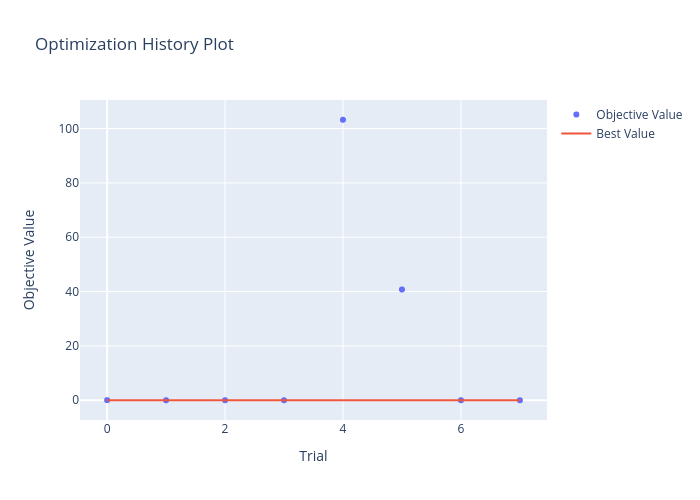 Optimization History Plot
Objective Value
Best Value
100
80
60
40
20
0
0
2
4
6
Trial
Objective Value